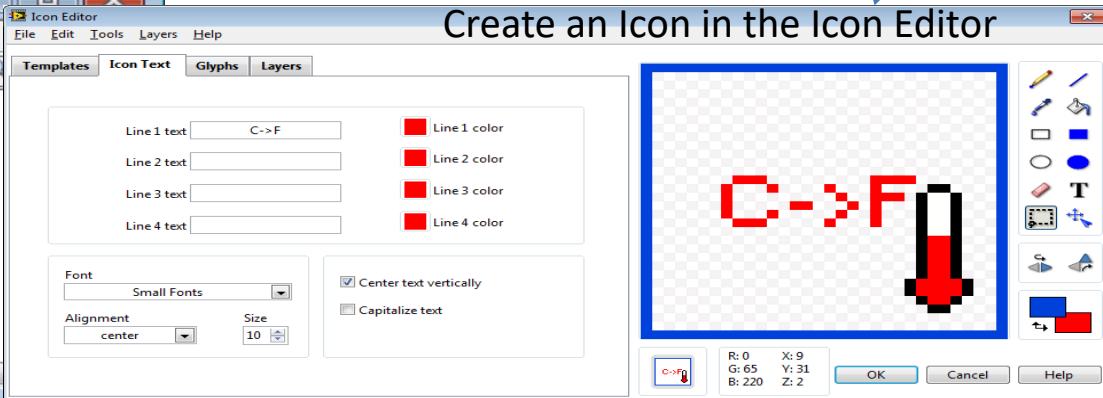 Icon Editor
Create an Icon in the Icon Editor
File Edit Tools Layers Help
Templates Icon Text Glyphs Layers
Line 1 text C->F Line 1 color
Line 2 text Line 2 color
Line 3 text Line 3 color
Line 4 text Line 4 color
C->F
T
Font
Small Fonts
Center text vertically
Alignment Size
Capitalize text
center 10
C->F
R: 0 X: 9
G: 65 Y: 31
B: 220 Z: 2
OK Cancel Help